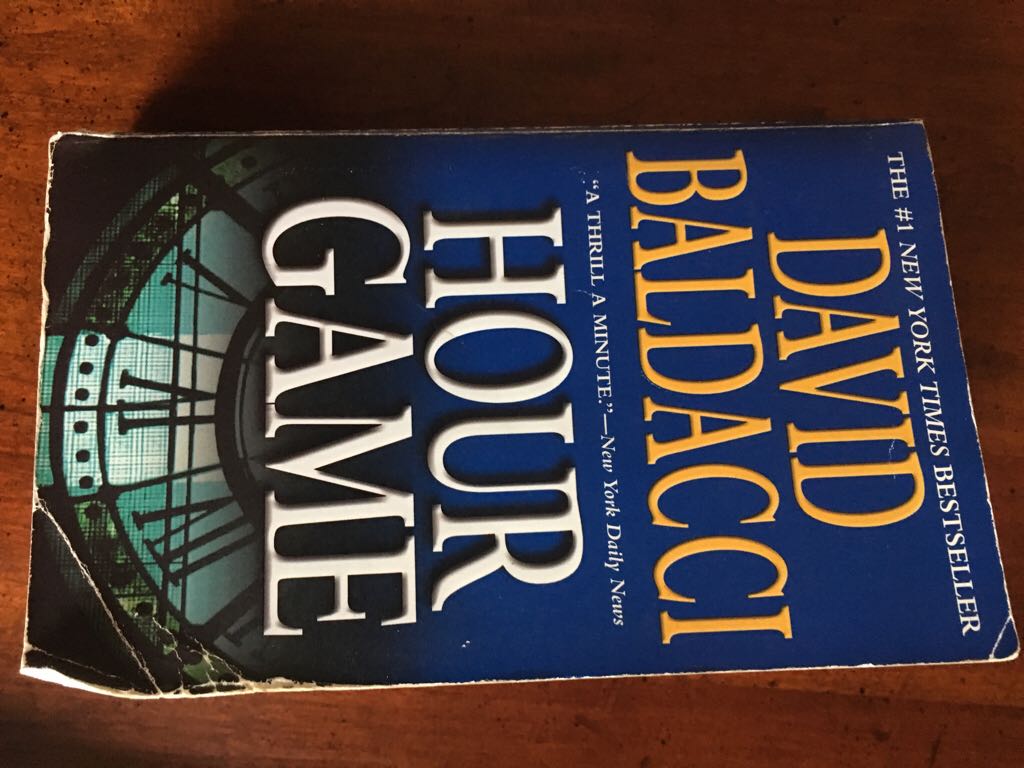 THE #1 NEW YORK TIMES BESTSELLER
DAVID
BALDACCI
"A THRILL A MINUTE."—New York Daily News
HOUR
GAME